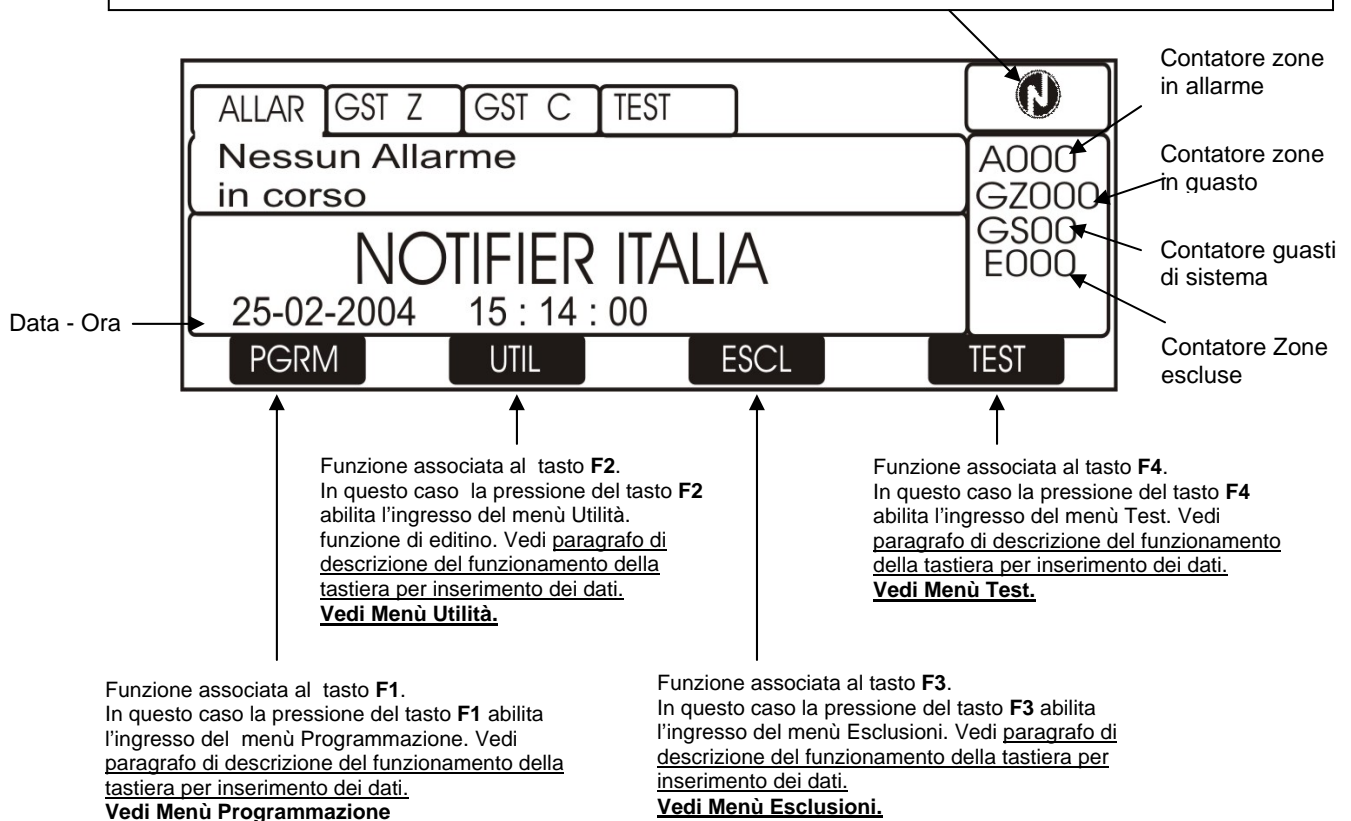 Contatore zone
in allarme
ALLAR GST Z GST C TEST
Nessun Allarme
in corso
A000
GZ000
GS00
E000
Contatore zone
in guasto
Contatore guasti
di sistema
Contatore Zone
escluse
NOTIFIER ITALIA
Data - Ora
25-02-2004 15 : 14 : 00
PGRM UTIL ESCL TEST
Funzione associata al tasto F2.
In questo caso la pressione del tasto F2
abilita l'ingresso del menù Utilità.
funzione di editino. Vedi paragrafo di
descrizione del funzionamento della
tastiera per inserimento dei dati.
Vedi Menù Utilità.
Funzione associata al tasto F4.
In questo caso la pressione del tasto F4
abilita l'ingresso del menù Test. Vedi
paragrafo di descrizione del funzionamento
della tastiera per inserimento dei dati.
Vedi Menù Test.
Funzione associata al tasto F1.
In questo caso la pressione del tasto F1 abilita
l'ingresso del menù Programmazione. Vedi
paragrafo di descrizione del funzionamento della
tastiera per inserimento dei dati.
Vedi Menù Programmazione
Funzione associata al tasto F3.
In questo caso la pressione del tasto F3 abilita
l'ingresso del menù Esclusioni. Vedi paragrafo di
descrizione del funzionamento della tastiera per
inserimento dei dati.
Vedi Menù Esclusioni.